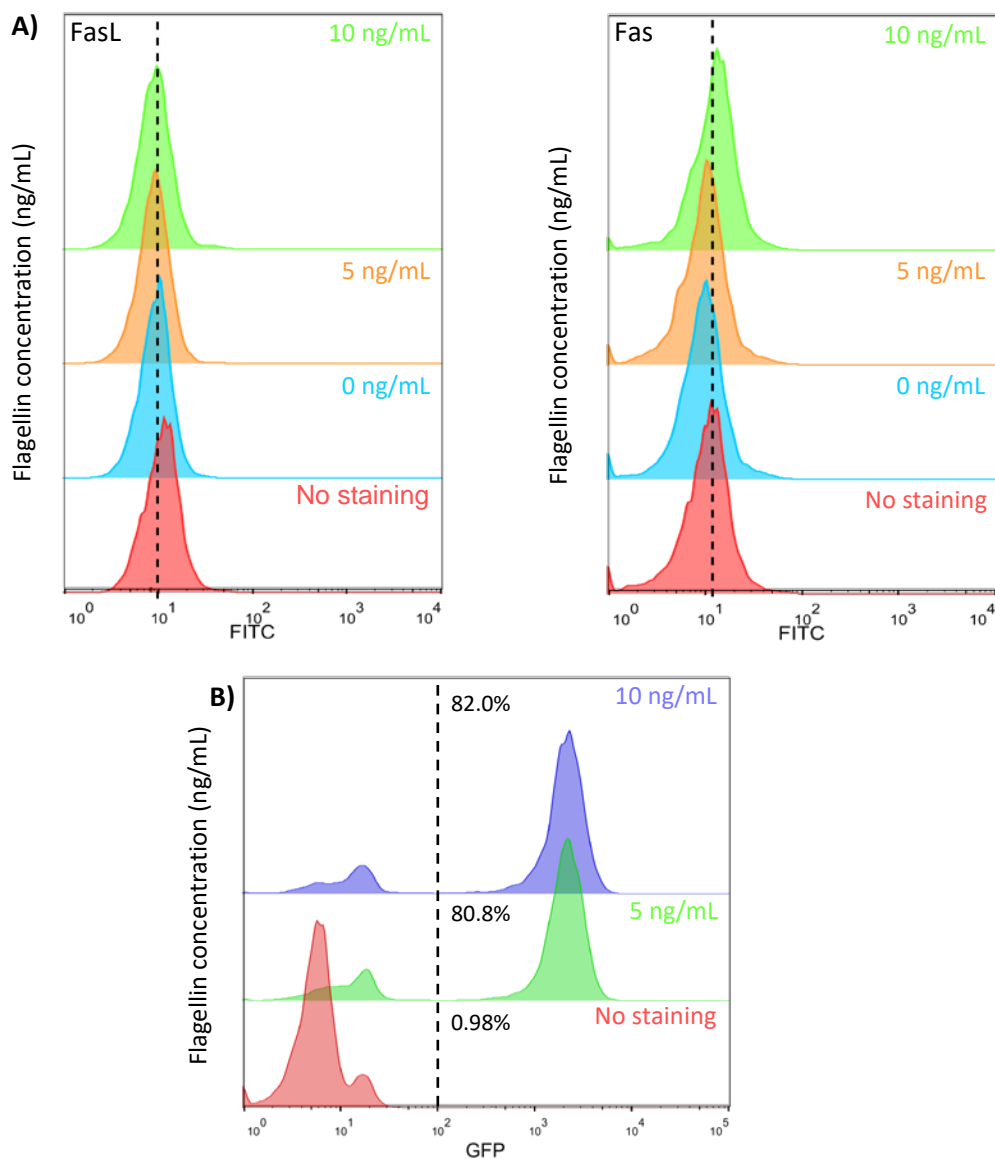 A)
FasL
10 ng/mL
5 ng/mL
0 ng/mL
No staining
Flagellin concentration (ng/mL)
10^0 10^1 10^2 10^3 10^4
FITC
Fas
10 ng/mL
5 ng/mL
0 ng/mL
No staining
Flagellin concentration (ng/mL)
10^0 10^1 10^2 10^3 10^4
FITC
B)
82.0%
10 ng/mL
80.8%
5 ng/mL
0.98%
No staining
Flagellin concentration (ng/mL)
10^0 10^1 10^2 10^3 10^4 10^5
GFP